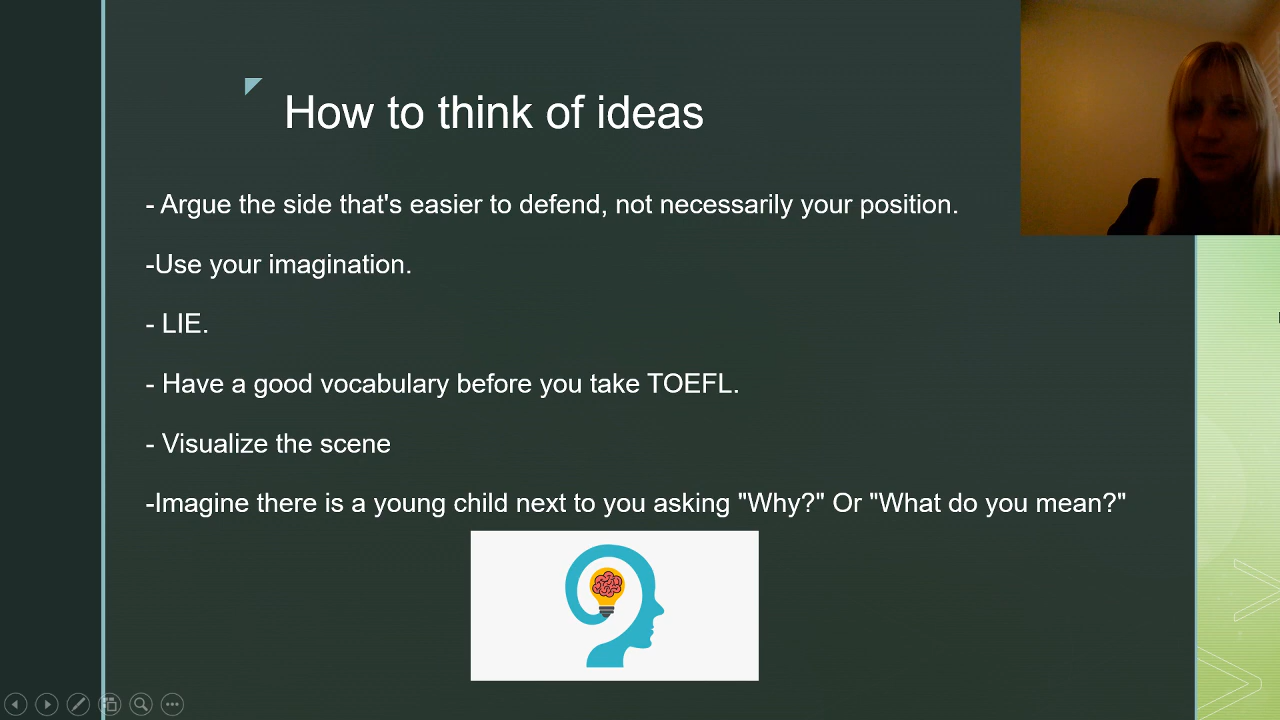 How to think of ideas
- Argue the side that's easier to defend, not necessarily your position.
-Use your imagination.
- LIE.
- Have a good vocabulary before you take TOEFL.
- Visualize the scene
-Imagine there is a young child next to you asking "Why?" Or "What do you mean?"